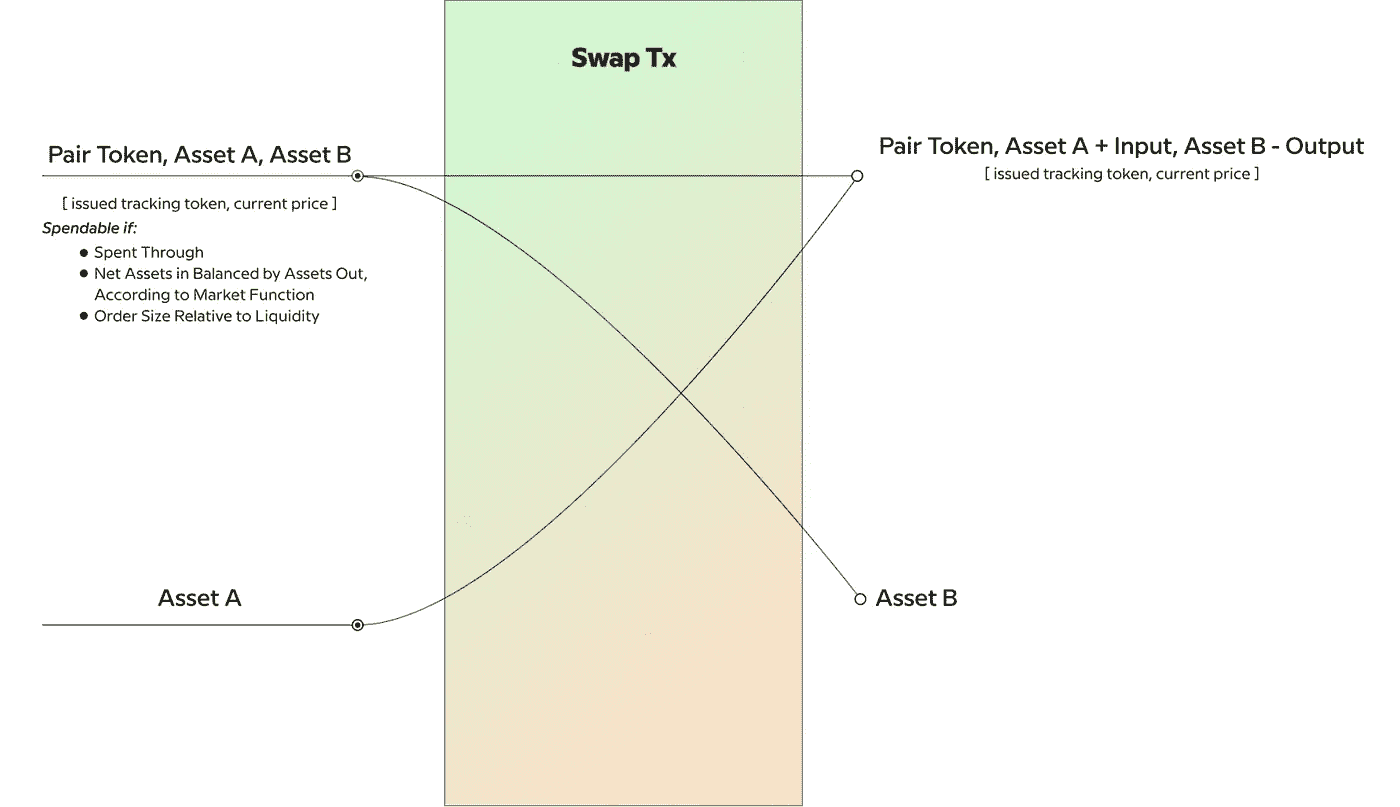 Swap Tx
Pair Token, Asset A, Asset B
[ issued tracking token, current price ]
Spendable if:
● Spent Through
● Net Assets in Balanced by Assets Out,
According to Market Function
● Order Size Relative to Liquidity
Pair Token, Asset A + Input, Asset B - Output
[ issued tracking token, current price ]
Asset A
Asset B